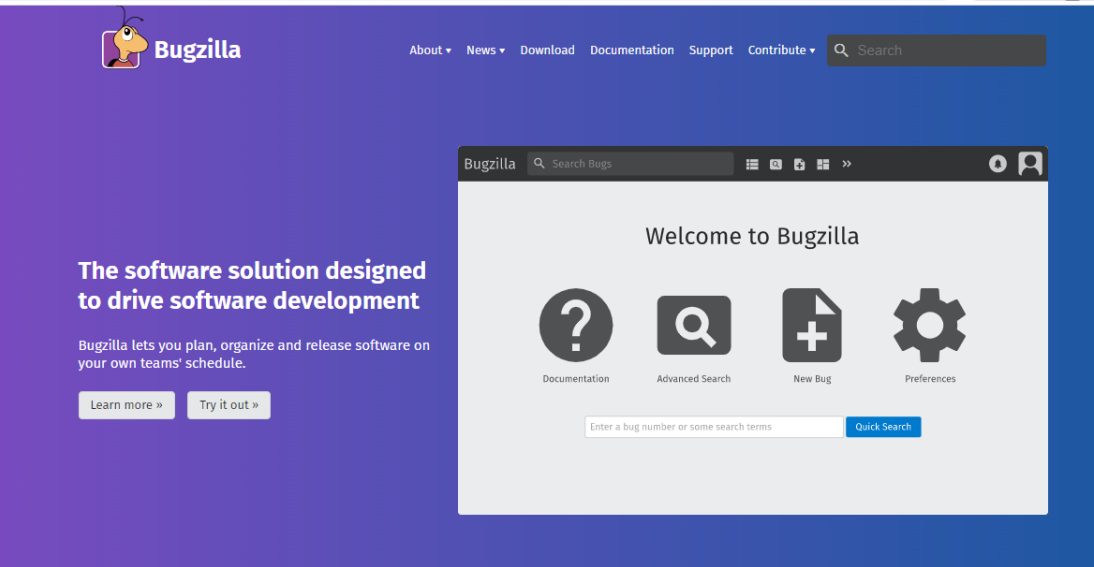 Bugzilla
About ▾ News ▾ Download Documentation Support Contribute ▾ Search
Bugzilla Search Bugs »
Welcome to Bugzilla
The software solution designed
to drive software development
Documentation Advanced Search New Bug Preferences
Bugzilla lets you plan, organize and release software on
your own teams' schedule.
Learn more » Try it out »
Enter a bug number or some search terms Quick Search